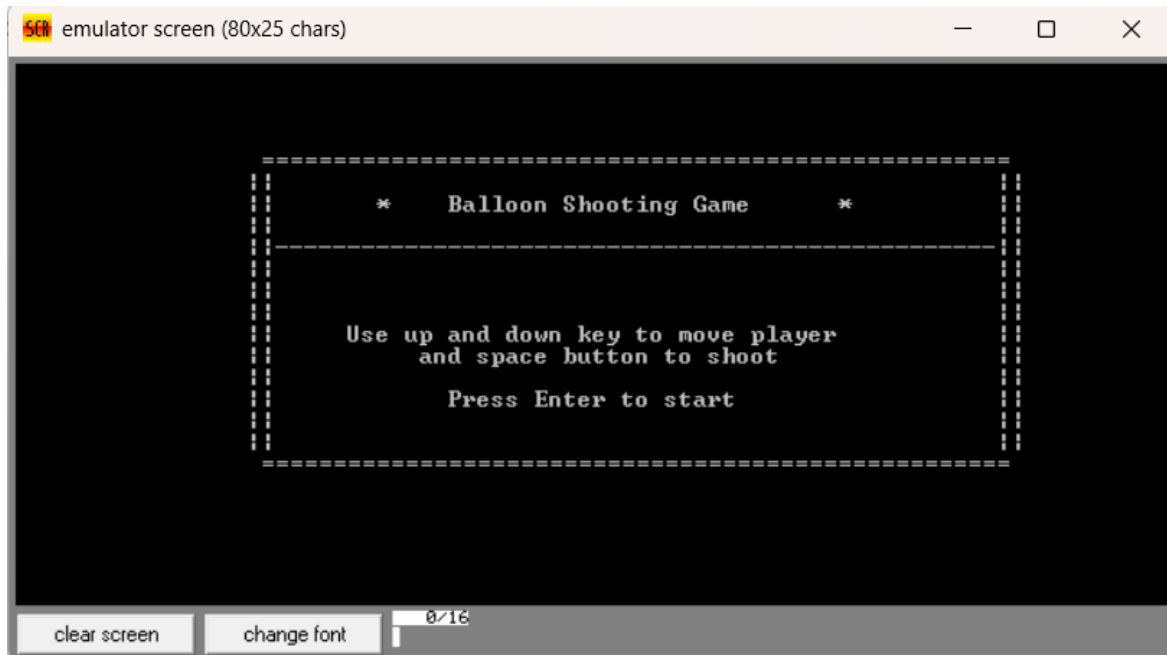 SCR emulator screen (80x25 chars)
====================================================
* Balloon Shooting Game *
--------------------------------------------------
Use up and down key to move player
and space button to shoot
Press Enter to start
====================================================
clear screen change font 0/16